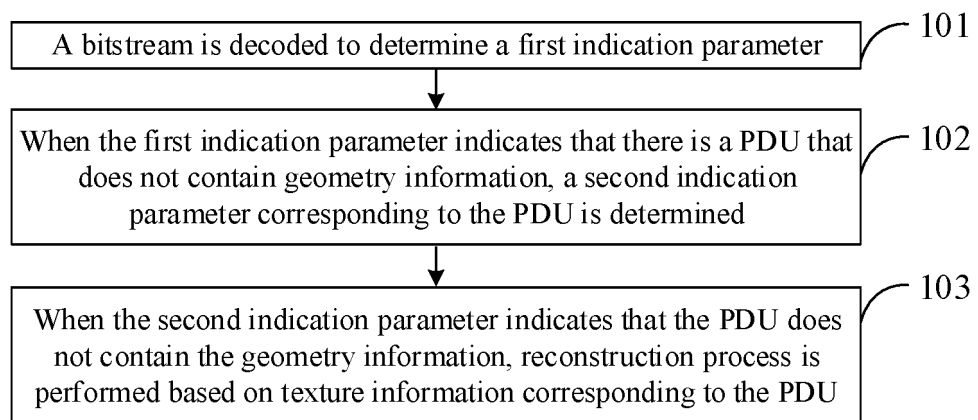 A bitstream is decoded to determine a first indication parameter
101
When the first indication parameter indicates that there is a PDU that
does not contain geometry information, a second indication
parameter corresponding to the PDU is determined
102
When the second indication parameter indicates that the PDU does
not contain the geometry information, reconstruction process is
performed based on texture information corresponding to the PDU
103